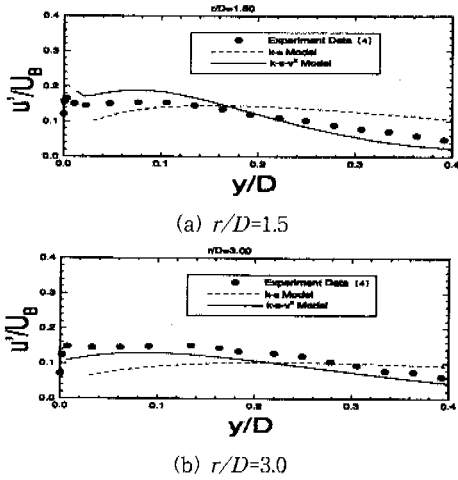 r/D=1.50
Experiment Data (4)
k-ε Model
k-ε-v² Model
u'/U_B
0.4
0.3
0.2
0.1
0.0
0.0 0.1 0.2 0.3 0.4
y/D
(a) r/D=1.5
r/D=3.00
Experiment Data (4)
k-ε Model
k-ε-v² Model
u'/U_B
0.4
0.3
0.2
0.1
0.0
0.0 0.1 0.2 0.3 0.4
y/D
(b) r/D=3.0